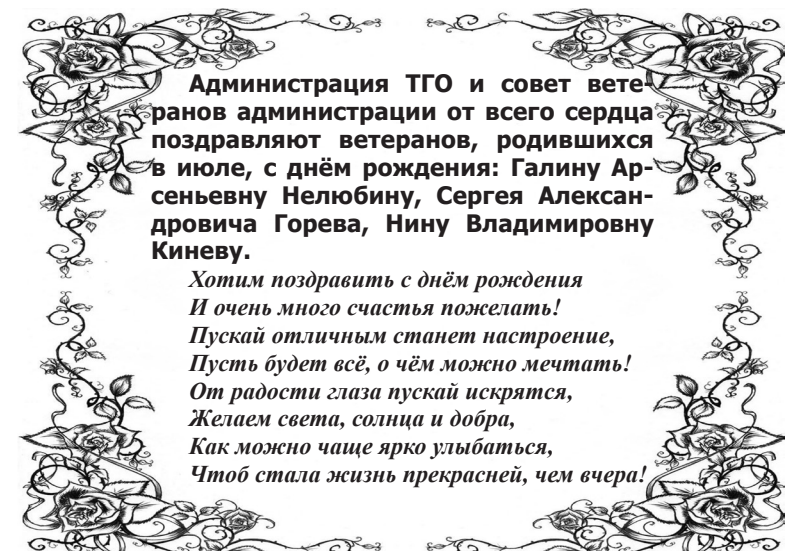 Администрация ТГО и совет вете-
ранов администрации от всего сердца
поздравляют ветеранов, родившихся
в июле, с днём рождения: Галину Ар-
сеньевну Нелюбину, Сергея Алексан-
дровича Горева, Нину Владимировну
Киневу.
Хотим поздравить с днём рождения
И очень много счастья пожелать!
Пускай отличным станет настроение,
Пусть будет всё, о чём можно мечтать!
От радости глаза пускай искрятся,
Желаем света, солнца и добра,
Как можно чаще ярко улыбаться,
Чтоб стала жизнь прекрасней, чем вчера!